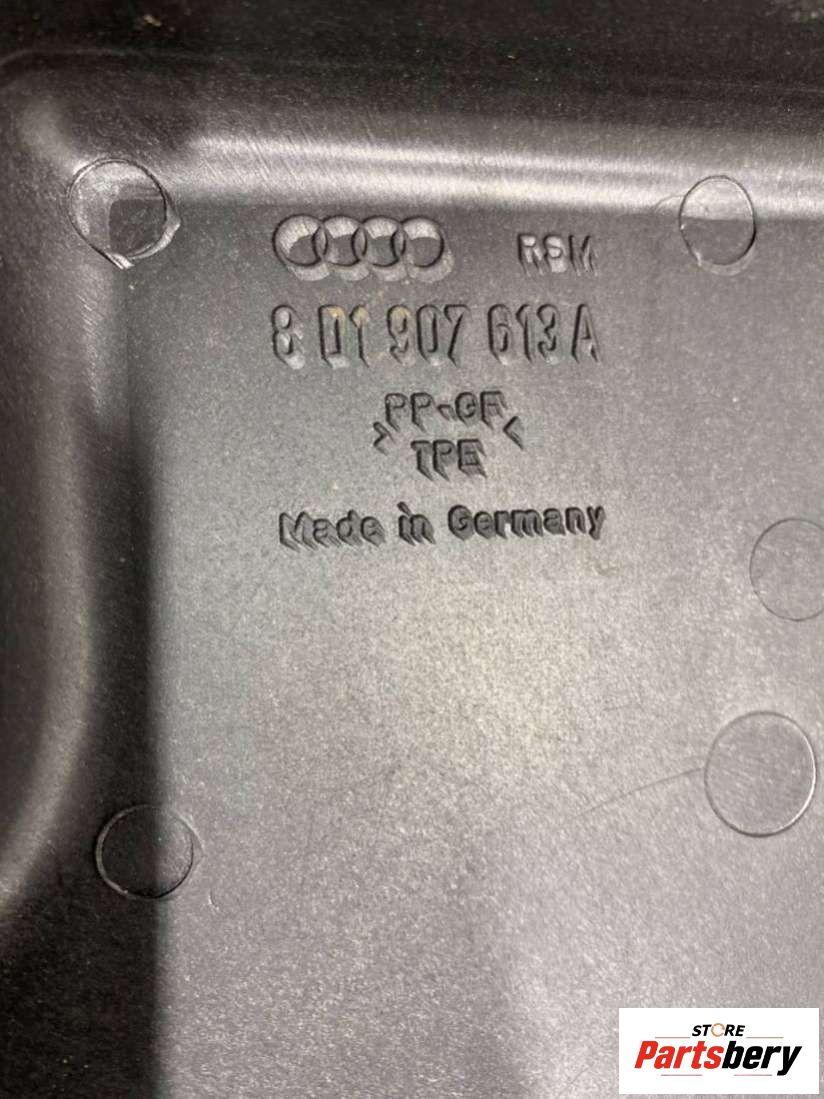 RSM
8D1 907 613 A
>PP-GF<
TPE
Made in Germany
STORE
Partsbery